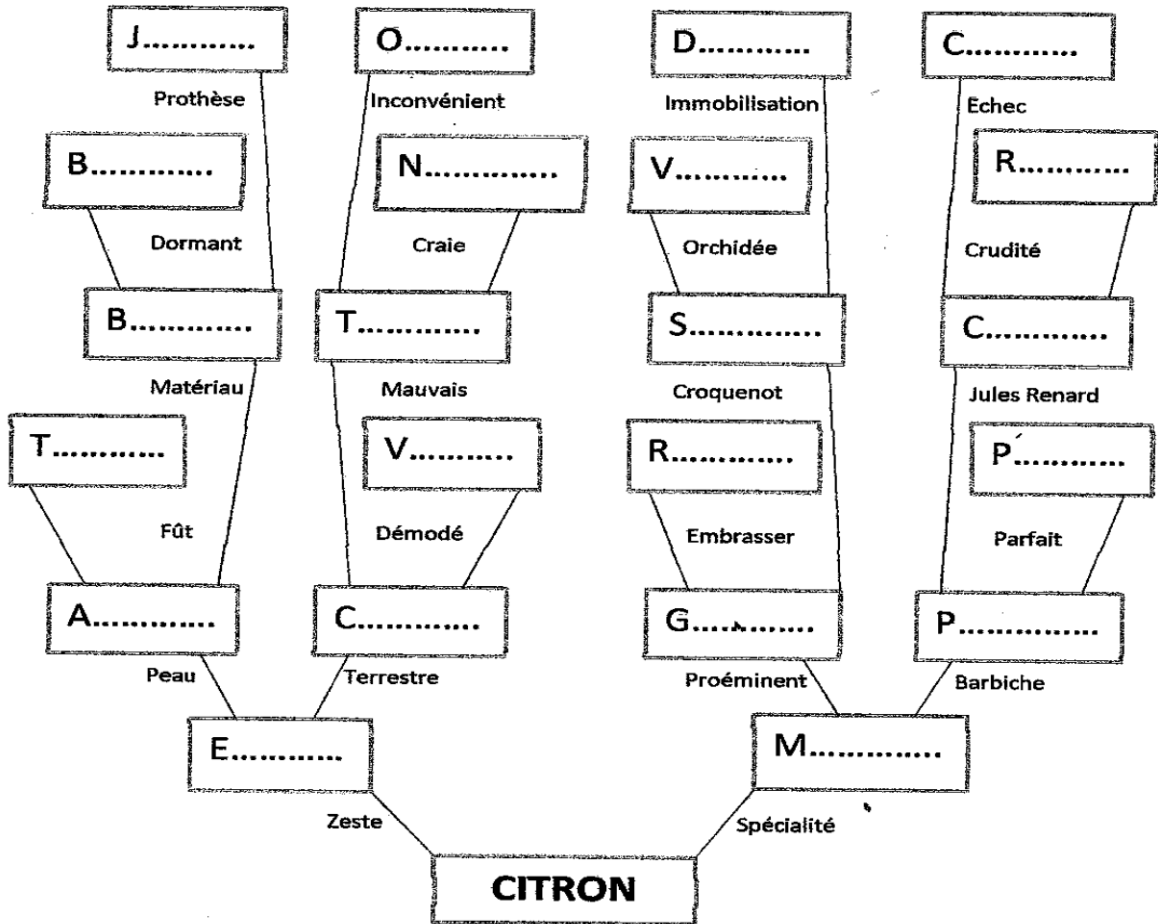 J............ O........... D............ C............
Prothèse Inconvénient Immobilisation Echec
B............. N.............. V............ R............
Dormant Craie Orchidée Crudité
B............. T............. S............... C.............
Matériau Mauvais Croquenot Jules Renard
T............ V........... R............. P............
Fût Démodé Embrasser Parfait
A............. C............. G.............. P...............
Peau Terrestre Proéminent Barbiche
E............ M..............
Zeste Spécialité
CITRON